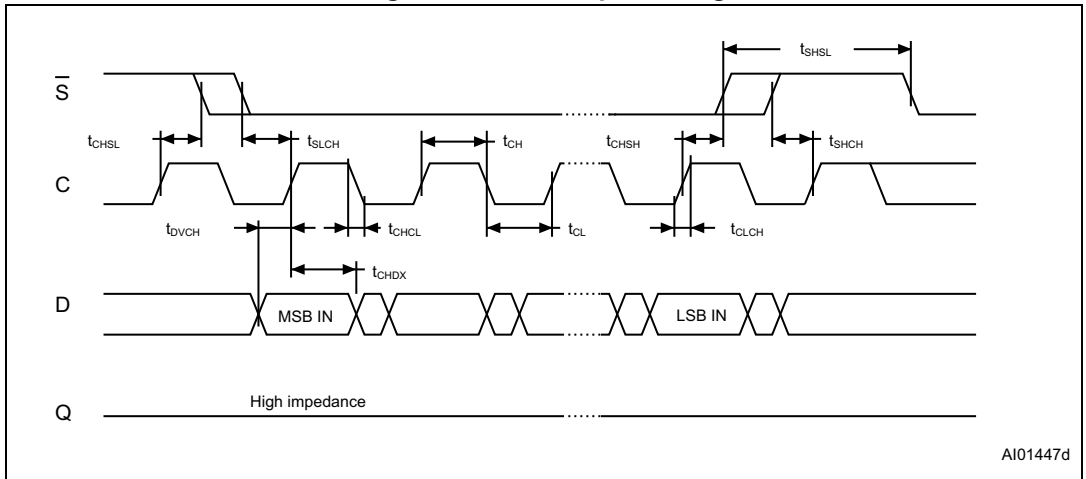 tSHSL
S̅
tCHSL
tSLCH
tCH
tCHSH
tSHCH
C
tDVCH
tCHCL
tCL
tCLCH
tCHDX
D
MSB IN
LSB IN
High impedance
Q
AI01447d